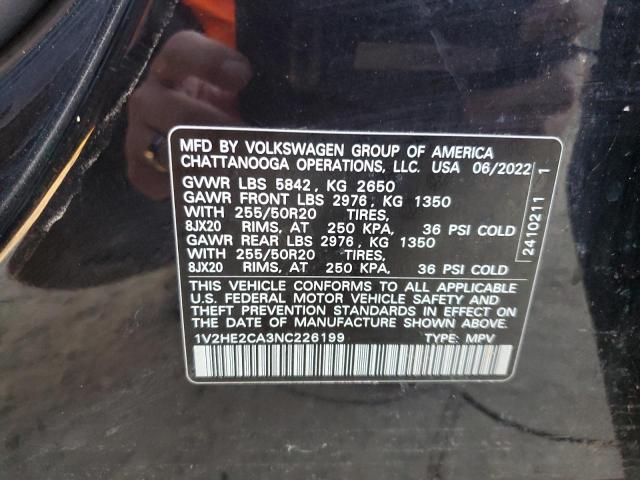 MFD BY VOLKSWAGEN GROUP OF AMERICA
CHATTANOOGA OPERATIONS, LLC. USA 06/2022
GVWR LBS 5842, KG 2650
GAWR FRONT LBS 2976, KG 1350
WITH 255/50R20 TIRES,
8JX20 RIMS, AT 250 KPA, 36 PSI COLD
GAWR REAR LBS 2976, KG 1350
WITH 255/50R20 TIRES,
8JX20 RIMS, AT 250 KPA, 36 PSI COLD
THIS VEHICLE CONFORMS TO ALL APPLICABLE
U.S. FEDERAL MOTOR VEHICLE SAFETY AND
THEFT PREVENTION STANDARDS IN EFFECT ON
THE DATE OF MANUFACTURE SHOWN ABOVE.
1V2HE2CA3NC226199 TYPE: MPV
2410211 1